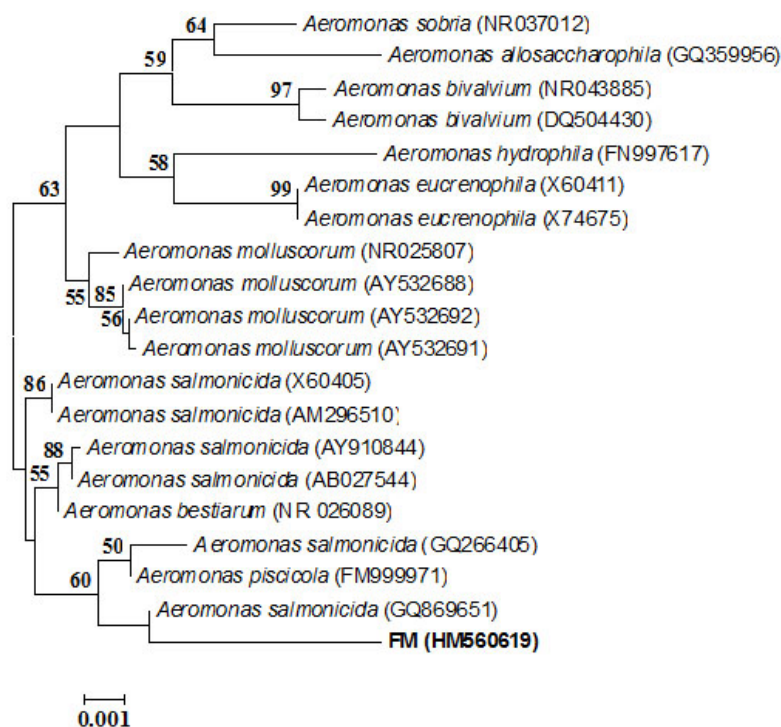 64
Aeromonas sobria (NR037012)
Aeromonas allosaccharophila (GQ359956)
59
97
Aeromonas bivalvium (NR043885)
Aeromonas bivalvium (DQ504430)
Aeromonas hydrophila (FN997617)
58
99
Aeromonas eucrenophila (X60411)
63
Aeromonas eucrenophila (X74675)
Aeromonas molluscorum (NR025807)
55
85
Aeromonas molluscorum (AY532688)
56
Aeromonas molluscorum (AY532692)
Aeromonas molluscorum (AY532691)
86
Aeromonas salmonicida (X60405)
Aeromonas salmonicida (AM296510)
88
Aeromonas salmonicida (AY910844)
55
Aeromonas salmonicida (AB027544)
Aeromonas bestiarum (NR 026089)
50
Aeromonas salmonicida (GQ266405)
60
Aeromonas piscicola (FM999971)
Aeromonas salmonicida (GQ869651)
FM (HM560619)
0.001